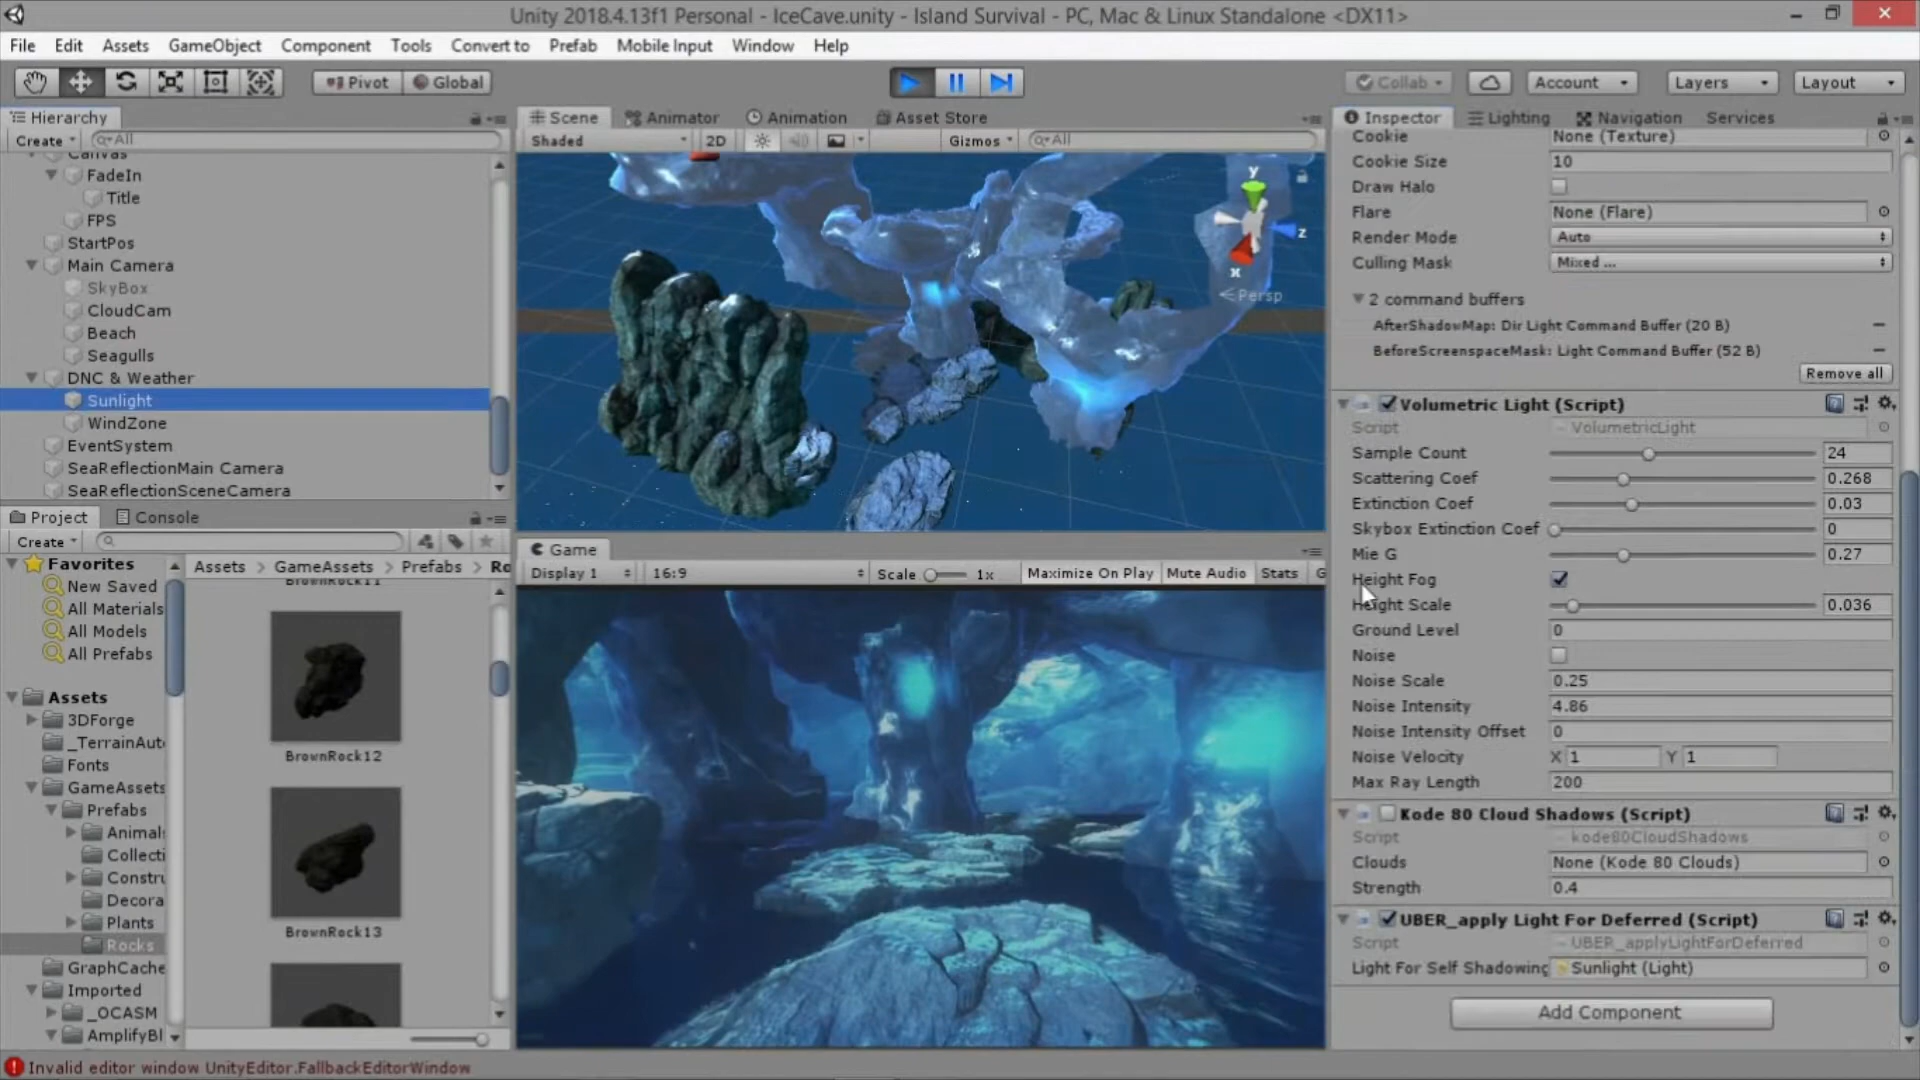 Unity 2018.4.13f1 Personal - IceCave.unity - Island Survival - PC, Mac & Linux Standalone <DX11>
File Edit Assets GameObject Component Tools Convert to Prefab Mobile Input Window Help
Pivot Global
Collab Account Layers Layout
Hierarchy
Create All
Canvas
FadeIn
Title
FPS
StartPos
Main Camera
SkyBox
CloudCam
Beach
Seagulls
DNC & Weather
Sunlight
WindZone
EventSystem
SeaReflectionMain Camera
SeaReflectionSceneCamera
Project Console
Create
Favorites
New Saved
All Materials
All Models
All Prefabs
Assets
3DForge
_TerrainAuto
Fonts
GameAssets
Prefabs
Animal
Collecti
Constru
Decora
Plants
Rocks
GraphCache
Imported
_OCASM
AmplifyBl
Assets > GameAssets > Prefabs > Ro
BrownRock11
BrownRock12
BrownRock13
Scene Animator Animation Asset Store
Shaded 2D Gizmos All
y
z
x
Persp
Game
Display 1 16:9 Scale 1x Maximize On Play Mute Audio Stats G
Inspector Lighting Navigation Services
Cookie None (Texture)
Cookie Size 10
Draw Halo
Flare None (Flare)
Render Mode Auto
Culling Mask Mixed ...
2 command buffers
AfterShadowMap: Dir Light Command Buffer (20 B)
BeforeScreenspaceMask: Light Command Buffer (52 B)
Remove all
Volumetric Light (Script)
Script VolumetricLight
Sample Count 24
Scattering Coef 0.268
Extinction Coef 0.03
Skybox Extinction Coef 0
Mie G 0.27
Height Fog
Height Scale 0.036
Ground Level 0
Noise
Noise Scale 0.25
Noise Intensity 4.86
Noise Intensity Offset 0
Noise Velocity X 1 Y 1
Max Ray Length 200
Kode 80 Cloud Shadows (Script)
Script kode80CloudShadows
Clouds None (Kode 80 Clouds)
Strength 0.4
UBER_apply Light For Deferred (Script)
Script UBER_applyLightForDeferred
Light For Self Shadowing Sunlight (Light)
Add Component
Invalid editor window UnityEditor.FallbackEditorWindow